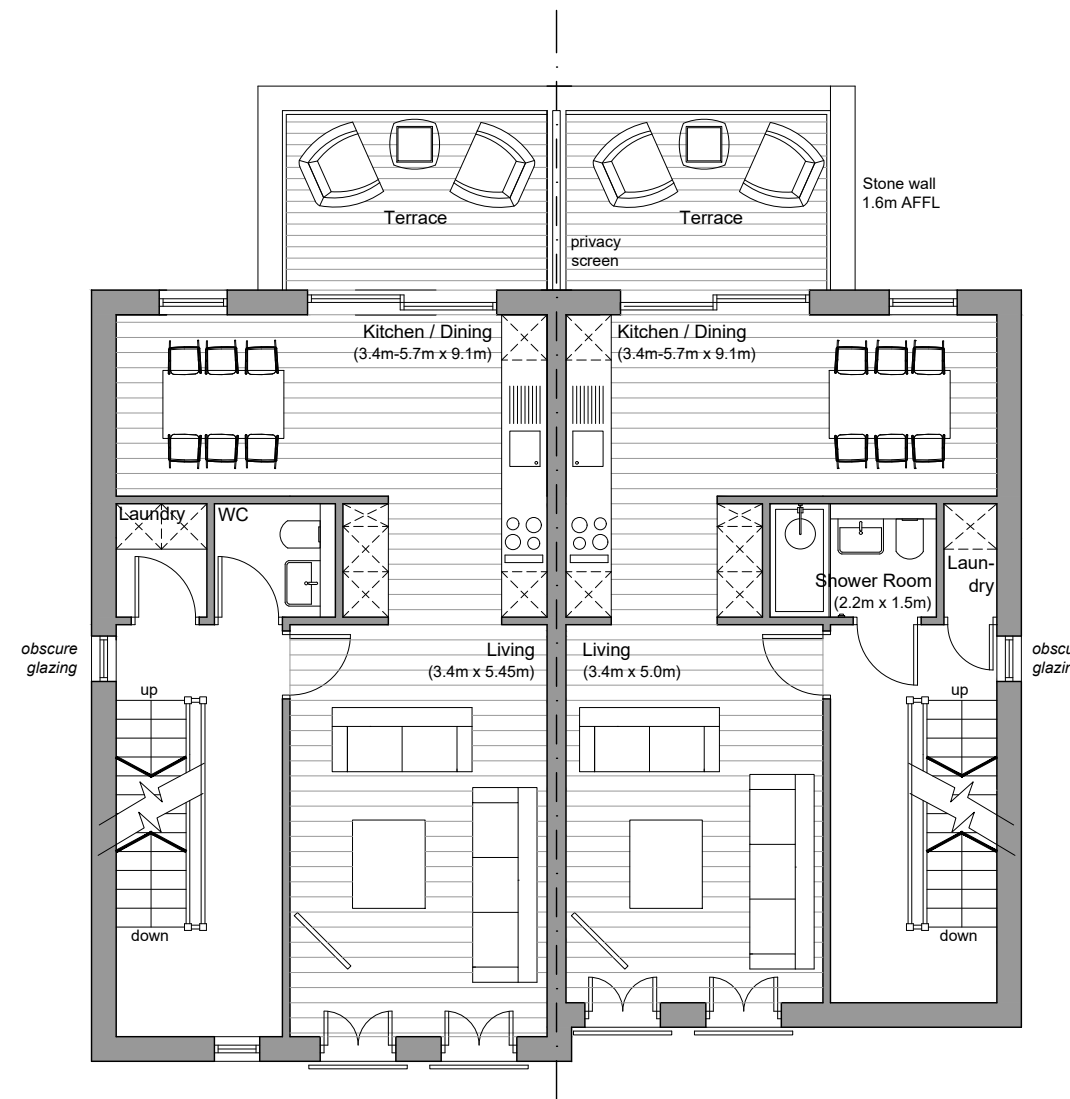 Stone wall
1.6m AFFL
Terrace
Terrace
privacy
screen
Kitchen / Dining
(3.4m-5.7m x 9.1m)
Kitchen / Dining
(3.4m-5.7m x 9.1m)
Laundry
WC
Shower Room
(2.2m x 1.5m)
Laun-
dry
obscure
glazing
Living
(3.4m x 5.45m)
Living
(3.4m x 5.0m)
obscu
glazin
up
up
down
down